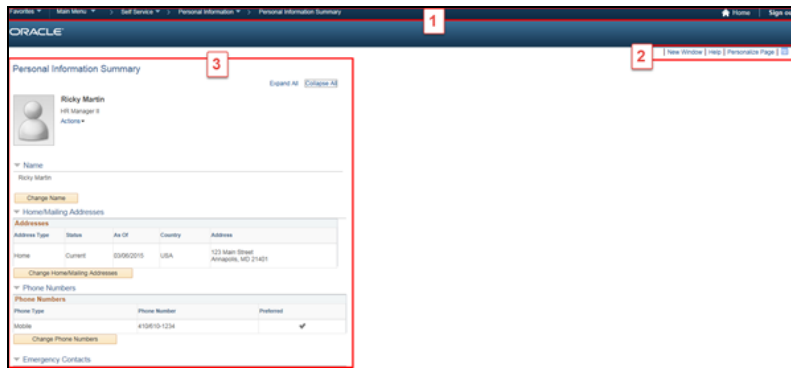 Favorites Main Menu > Self Service > Personal Information > Personal Information Summary
1
Home Sign ou
ORACLE
2
New Window | Help | Personalize Page |
3
Personal Information Summary
Expand All Collapse All
Ricky Martin
HR Manager II
Actions
Name
Ricky Martin
Change Name
Home/Mailing Addresses
Addresses
Address Type Status As Of Country Address
Home Current 03/06/2015 USA 123 Main Street
Annapolis, MD 21401
Change Home/Mailing Addresses
Phone Numbers
Phone Numbers
Phone Type Phone Number Preferred
Mobile 410/610-1234 ✔
Change Phone Numbers
Emergency Contacts